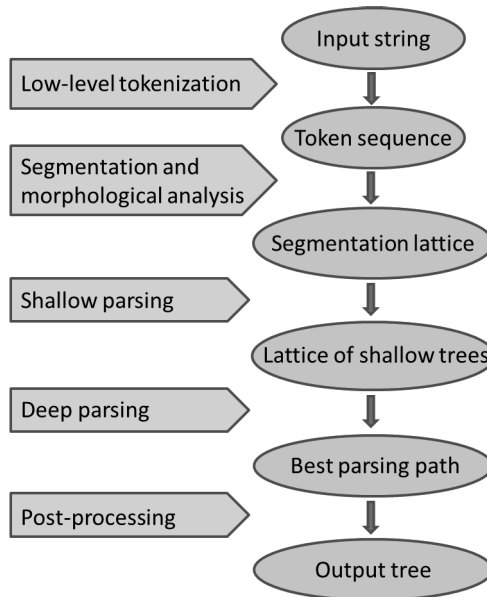 Input string
Low-level tokenization
Token sequence
Segmentation and
morphological analysis
Segmentation lattice
Shallow parsing
Lattice of shallow trees
Deep parsing
Best parsing path
Post-processing
Output tree